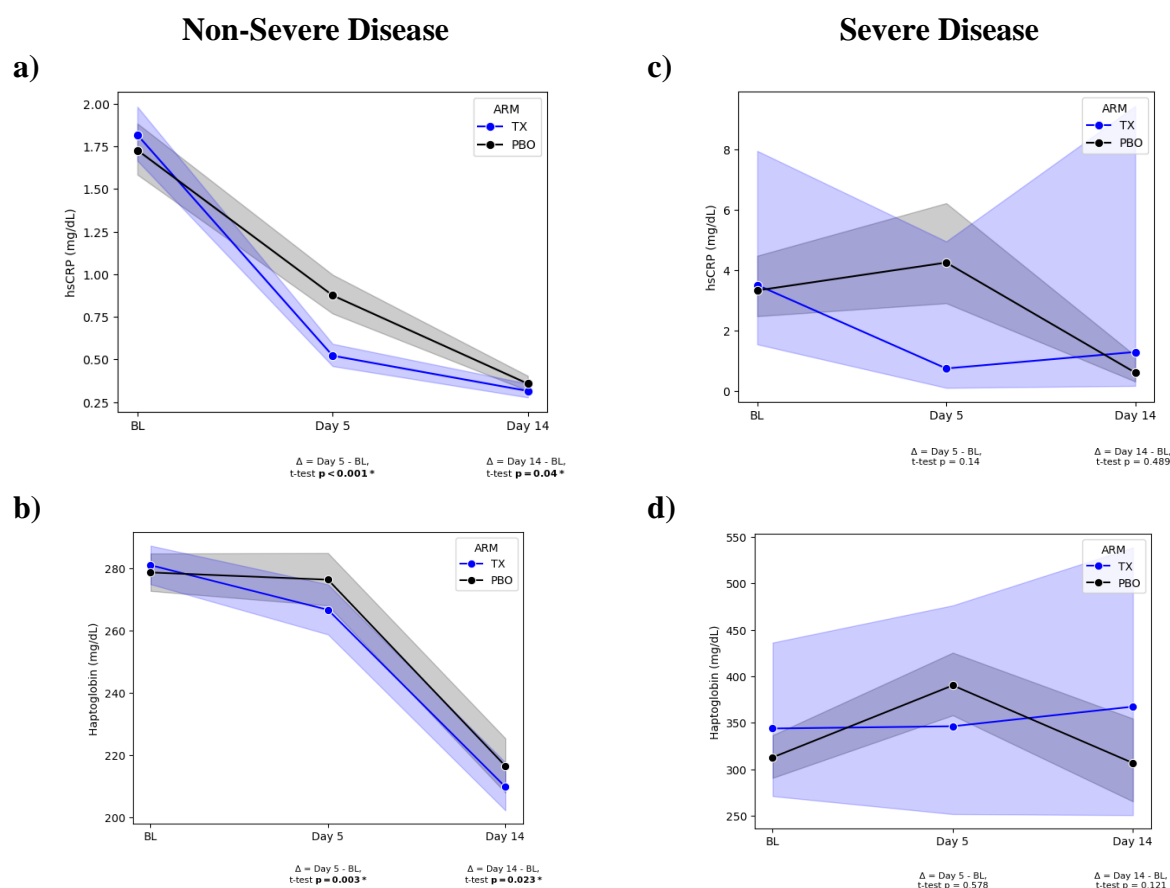 Non-Severe Disease
Severe Disease
a)
2.00
1.75
1.50
1.25
1.00
0.75
0.50
0.25
hsCRP (mg/dL)
ARM
TX
PBO
BL
Day 5
Day 14
Δ = Day 5 - BL,
t-test p < 0.001 *
Δ = Day 14 - BL,
t-test p = 0.04 *
c)
8
6
4
2
0
hsCRP (mg/dL)
ARM
TX
PBO
BL
Day 5
Day 14
Δ = Day 5 - BL,
t-test p = 0.14
Δ = Day 14 - BL,
t-test p = 0.489
b)
280
260
240
220
200
Haptoglobin (mg/dL)
ARM
TX
PBO
BL
Day 5
Day 14
Δ = Day 5 - BL,
t-test p = 0.003 *
Δ = Day 14 - BL,
t-test p = 0.023 *
d)
550
500
450
400
350
300
250
Haptoglobin (mg/dL)
ARM
TX
PBO
BL
Day 5
Day 14
Δ = Day 5 - BL,
t-test p = 0.578
Δ = Day 14 - BL,
t-test p = 0.121